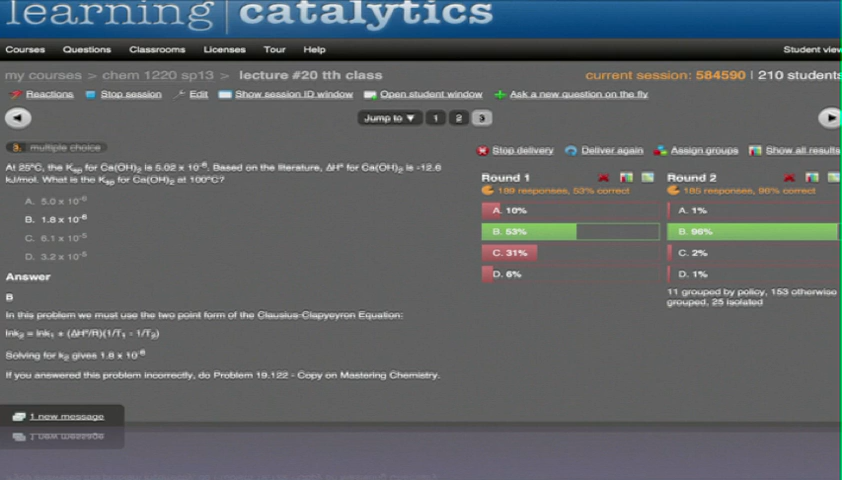 learning | catalytics
Courses Questions Classrooms Licenses Tour Help Student view
my courses > chem 1220 sp13 > lecture #20 tth class current session: 584590 | 210 students
Reactions Stop session Edit Show session ID window Open student window Ask a new question on the fly
Jump to ▼ 1 2 3
3. multiple choice
Stop delivery Deliver again Assign groups Show all results
At 25°C, the Ksp for Ca(OH)2 is 5.02 x 10-6. Based on the literature, ΔH° for Ca(OH)2 is -12.6
kJ/mol. What is the Ksp for Ca(OH)2 at 100°C?
A. 5.0 x 10-6
B. 1.8 x 10-6
C. 6.1 x 10-5
D. 3.2 x 10-5
Answer
B
In this problem we must use the two point form of the Clausius-Clapyeyron Equation:
lnk2 = lnk1 + (ΔH°/R)(1/T1 - 1/T2)
Solving for k2 gives 1.8 x 10-6
If you answered this problem incorrectly, do Problem 19.122 - Copy on Mastering Chemistry.
Round 1
189 responses, 53% correct
A. 10%
B. 53%
C. 31%
D. 6%
Round 2
185 responses, 96% correct
A. 1%
B. 96%
C. 2%
D. 1%
11 grouped by policy, 153 otherwise
grouped, 25 isolated
1 new message